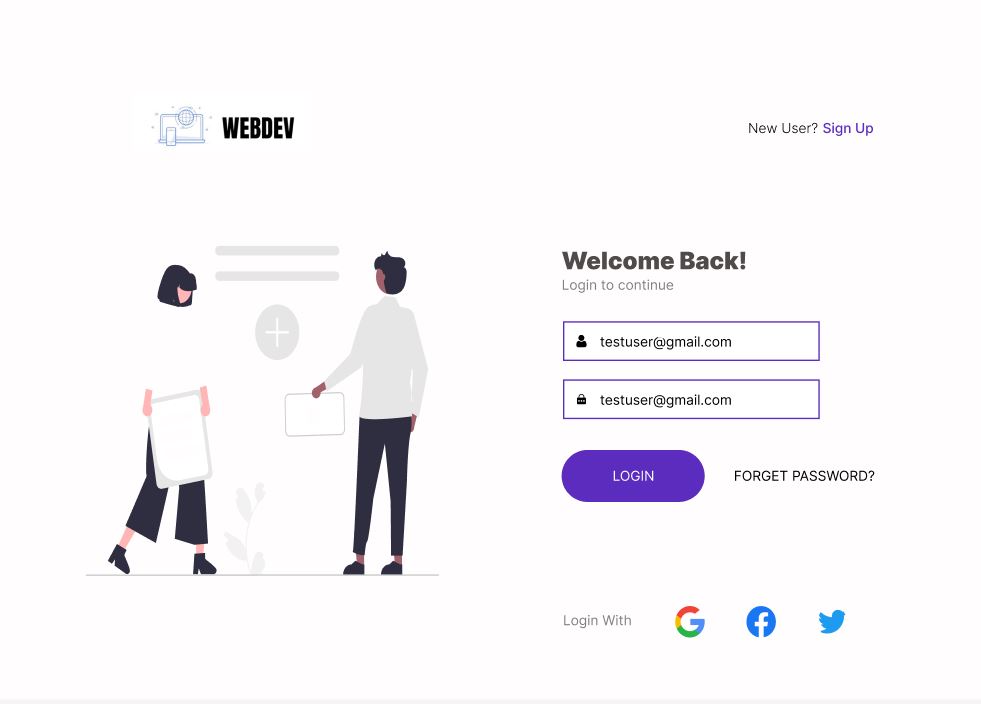 WEBDEV
New User? Sign Up
Welcome Back!
Login to continue
testuser@gmail.com
testuser@gmail.com
LOGIN
FORGET PASSWORD?
Login With